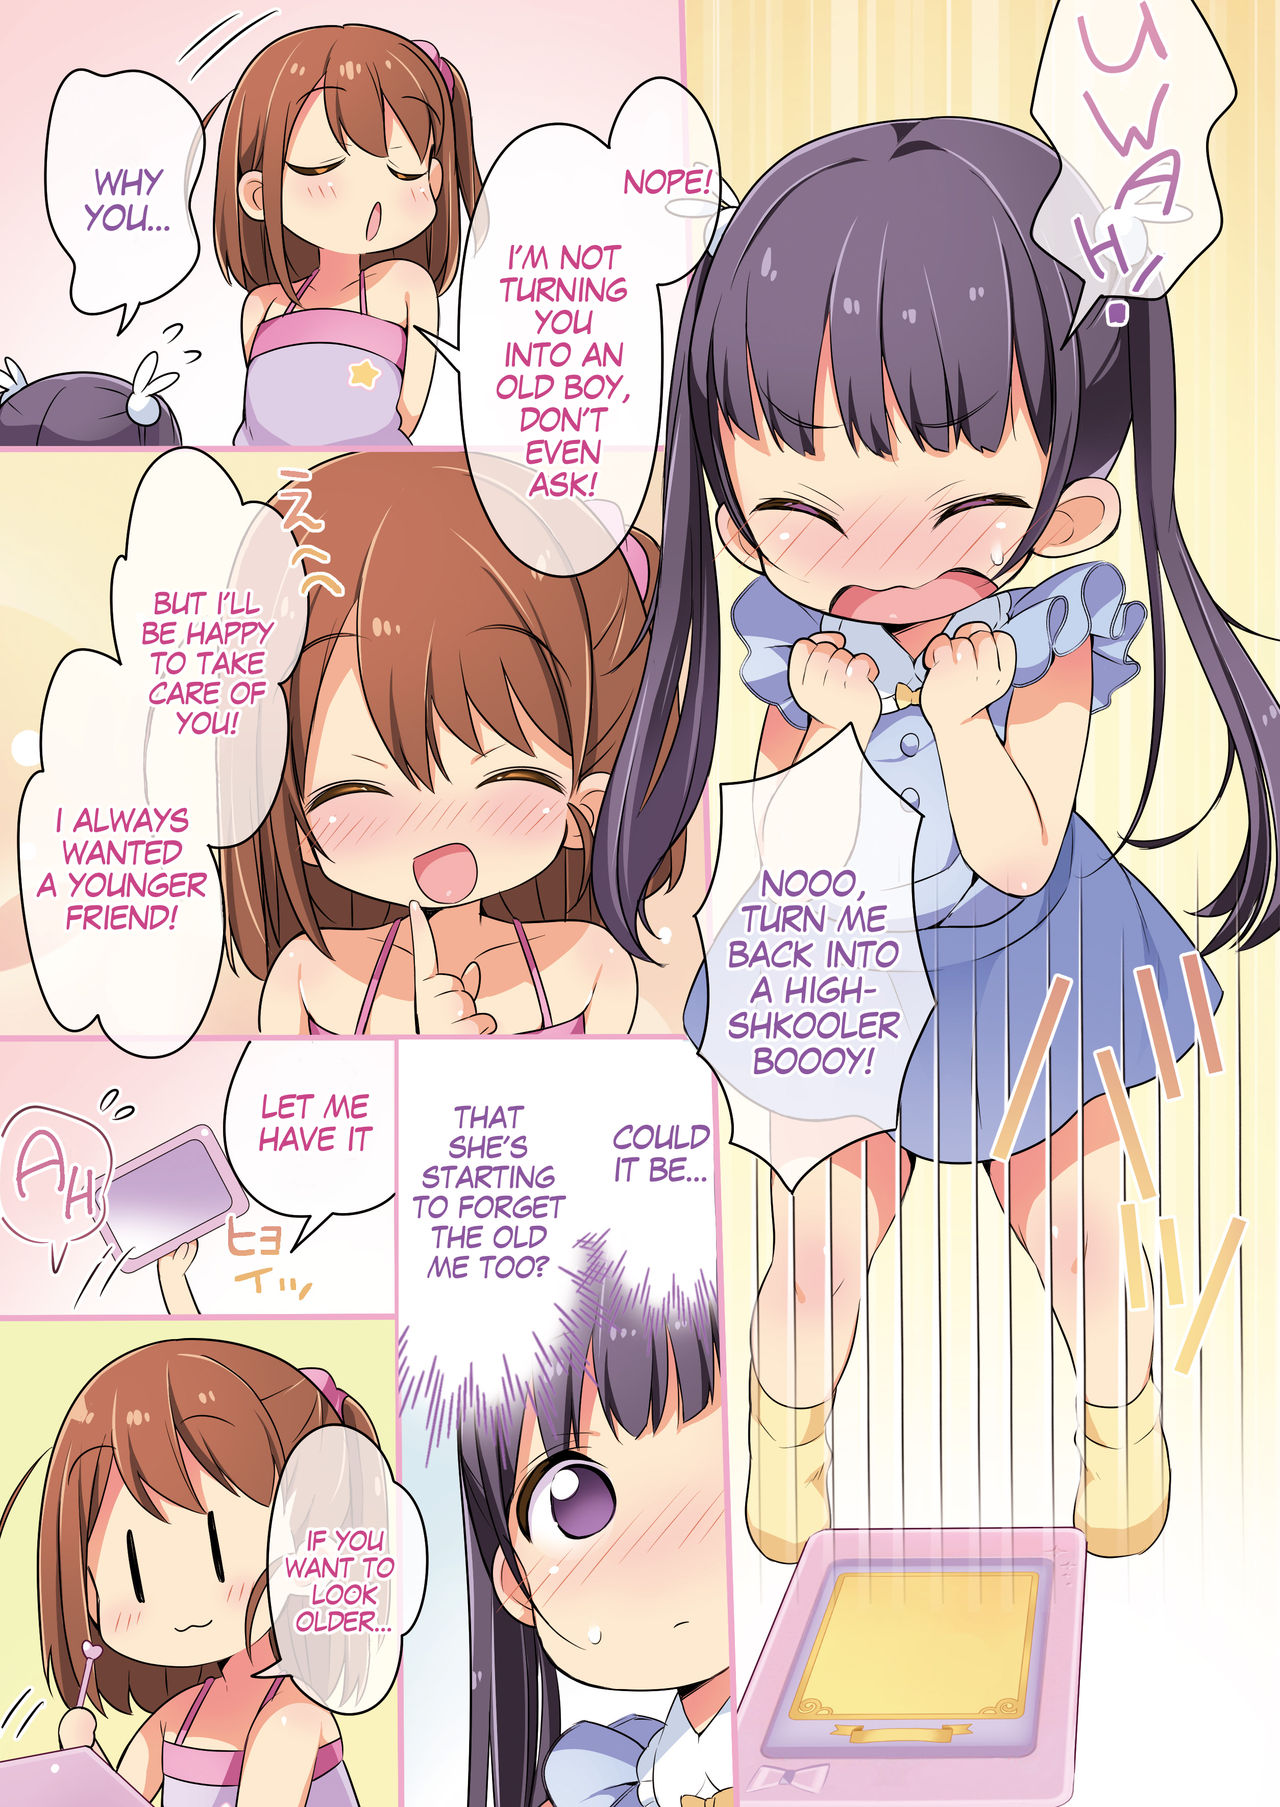 UWAH!
NOOO,
TURN ME
BACK INTO
A HIGH-
SHKOOLER
BOOOY!
NOPE!
I'M NOT
TURNING
YOU
INTO AN
OLD BOY,
DON'T
EVEN
ASK!
WHY
YOU...
えへへ
BUT I'LL
BE HAPPY
TO TAKE
CARE OF
YOU!
I ALWAYS
WANTED
A YOUNGER
FRIEND!
COULD
IT BE...
THAT
SHE'S
STARTING
TO FORGET
THE OLD
ME TOO?
LET ME
HAVE IT
AH
ヒョイッ
IF YOU
WANT TO
LOOK
OLDER...